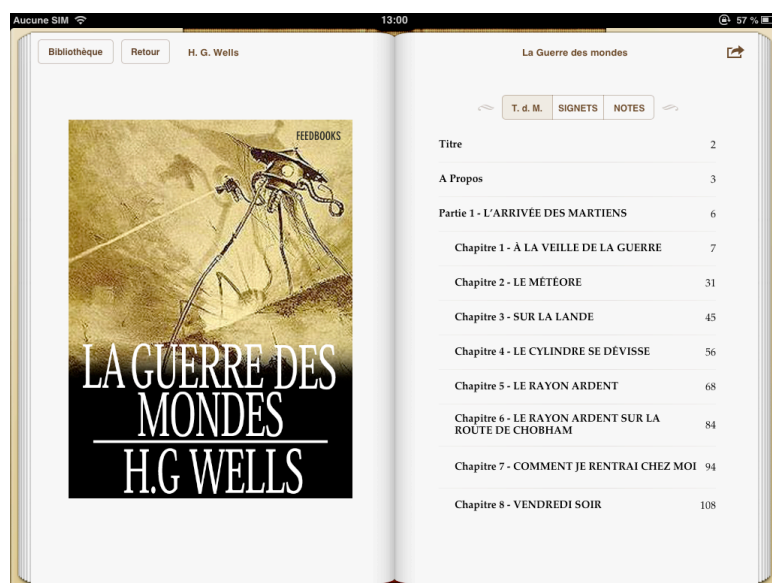 Aucune SIM 13:00 57 %
Bibliothèque Retour H. G. Wells
FEEDBOOKS
LA GUERRE DES
MONDES
H.G WELLS
La Guerre des mondes
T. d. M. SIGNETS NOTES
Titre 2
A Propos 3
Partie 1 - L'ARRIVÉE DES MARTIENS 6
Chapitre 1 - À LA VEILLE DE LA GUERRE 7
Chapitre 2 - LE MÉTÉORE 31
Chapitre 3 - SUR LA LANDE 45
Chapitre 4 - LE CYLINDRE SE DÉVISSE 56
Chapitre 5 - LE RAYON ARDENT 68
Chapitre 6 - LE RAYON ARDENT SUR LA
ROUTE DE CHOBHAM 84
Chapitre 7 - COMMENT JE RENTRAI CHEZ MOI 94
Chapitre 8 - VENDREDI SOIR 108